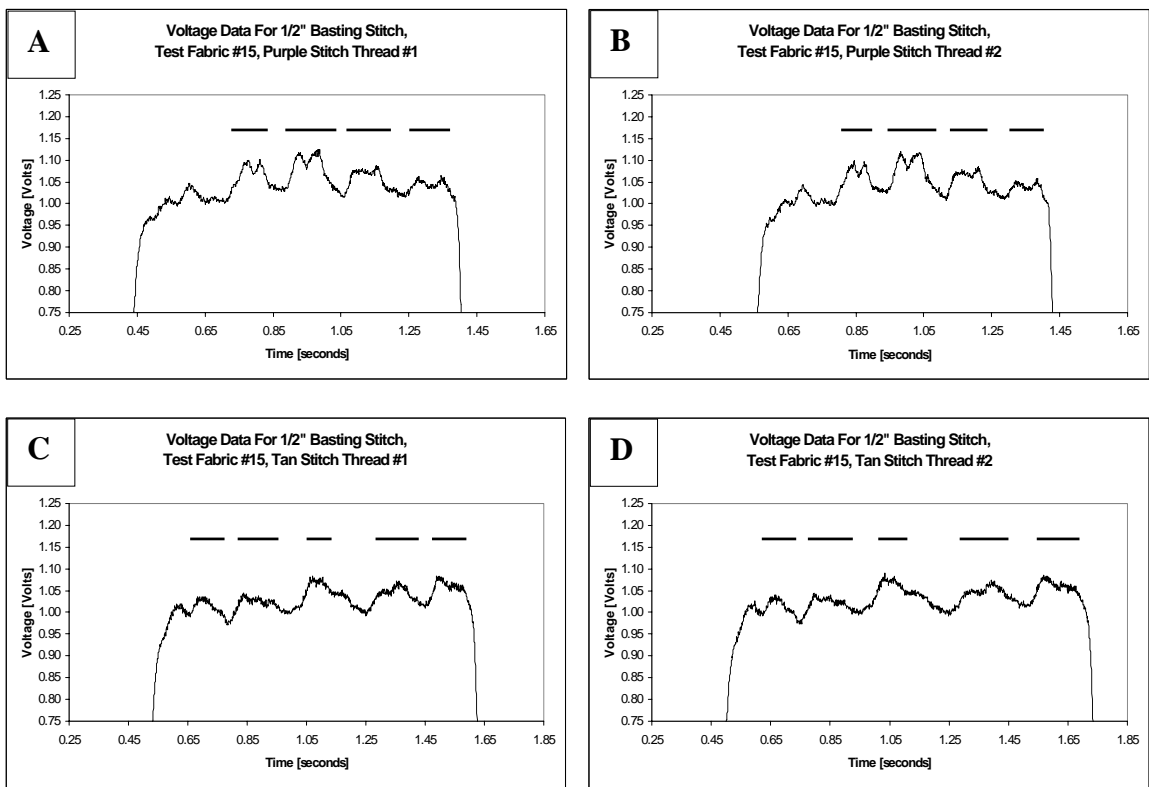 A
Voltage Data For 1/2" Basting Stitch,
Test Fabric #15, Purple Stitch Thread #1
1.25
1.20
1.15
1.10
1.05
1.00
0.95
0.90
0.85
0.80
0.75
Voltage [Volts]
0.25 0.45 0.65 0.85 1.05 1.25 1.45 1.65
Time [seconds]
B
Voltage Data For 1/2" Basting Stitch,
Test Fabric #15, Purple Stitch Thread #2
1.25
1.20
1.15
1.10
1.05
1.00
0.95
0.90
0.85
0.80
0.75
Voltage [Volts]
0.25 0.45 0.65 0.85 1.05 1.25 1.45 1.65
Time [seconds]
C
Voltage Data For 1/2" Basting Stitch,
Test Fabric #15, Tan Stitch Thread #1
1.25
1.20
1.15
1.10
1.05
1.00
0.95
0.90
0.85
0.80
0.75
Voltage [Volts]
0.25 0.45 0.65 0.85 1.05 1.25 1.45 1.65 1.85
Time [seconds]
D
Voltage Data For 1/2" Basting Stitch,
Test Fabric #15, Tan Stitch Thread #2
1.25
1.20
1.15
1.10
1.05
1.00
0.95
0.90
0.85
0.80
0.75
Voltage [Volts]
0.25 0.45 0.65 0.85 1.05 1.25 1.45 1.65 1.85
Time [seconds]